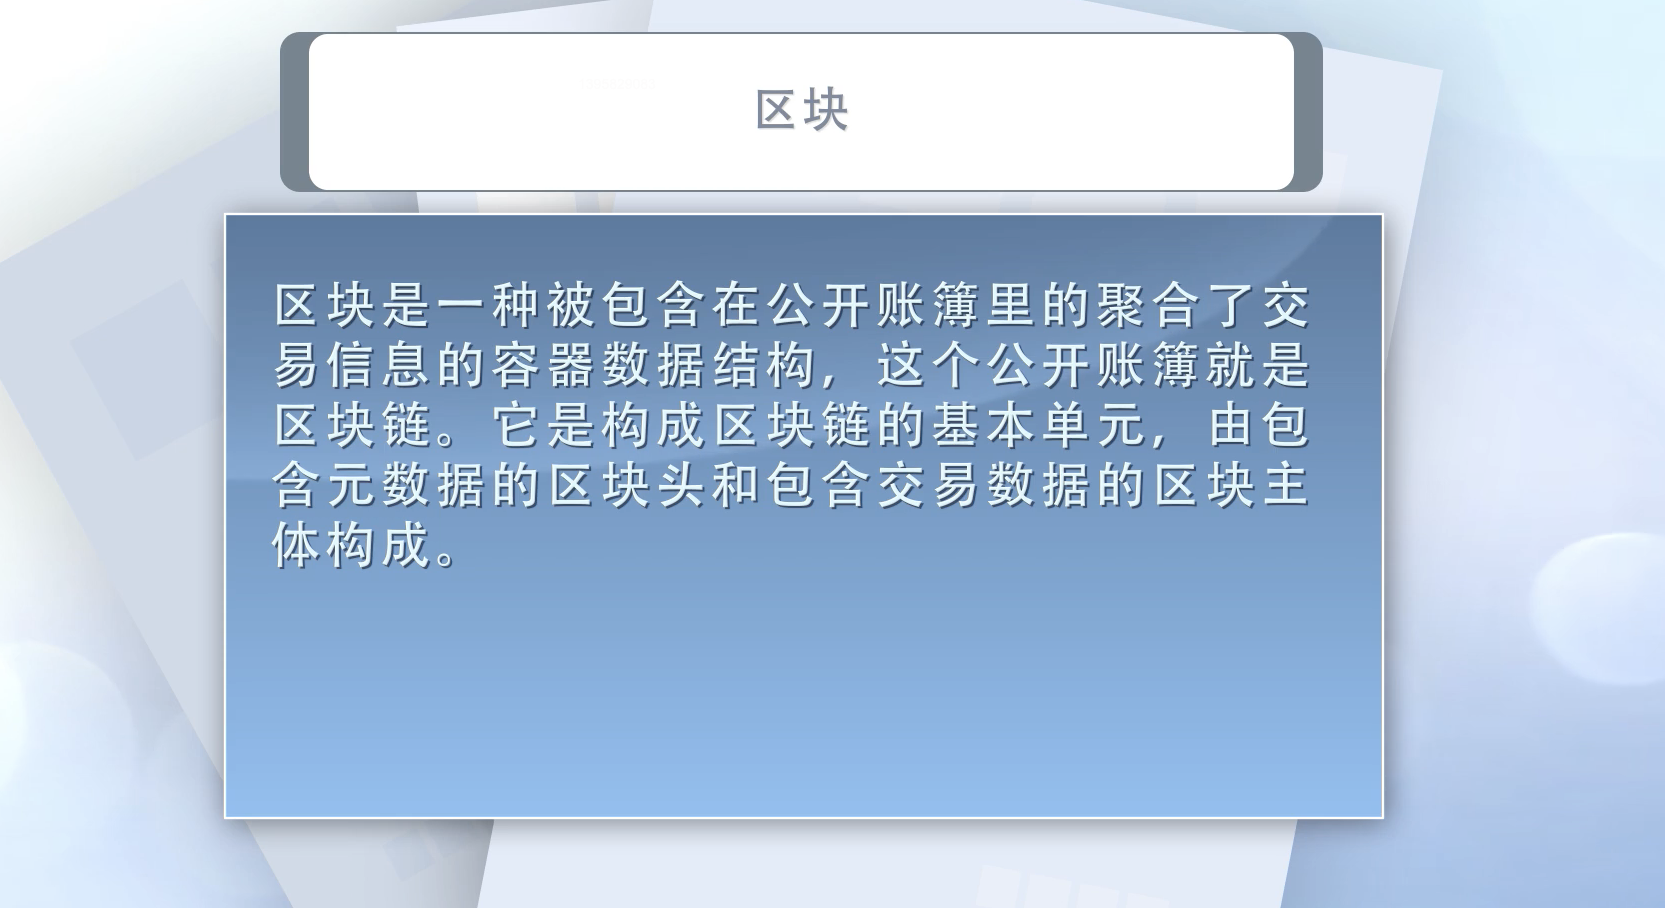 区块
区块是一种被包含在公开账簿里的聚合了交
易信息的容器数据结构，这个公开账簿就是
区块链。它是构成区块链的基本单元，由包
含元数据的区块头和包含交易数据的区块主
体构成。